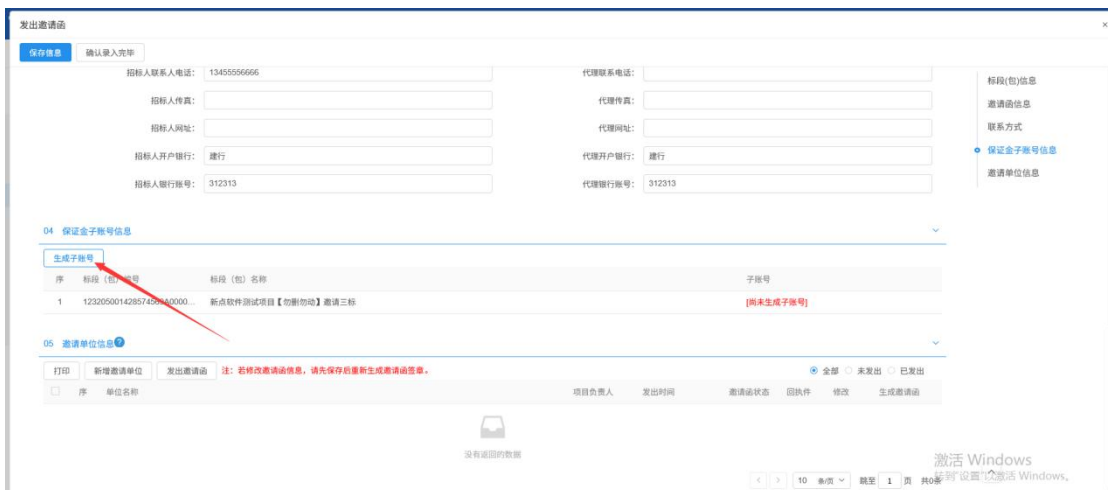 发出邀请函 ×
保存信息 确认录入完毕
招标人联系人电话: 13455556666 代理联系电话:
招标人传真: 代理传真:
招标人网址: 代理网址:
招标人开户银行: 建行 代理开户银行: 建行
招标人银行账号: 312313 代理银行账号: 312313
标段(包)信息
邀请函信息
联系方式
保证金子账号信息
邀请单位信息
04 保证金子账号信息
生成子账号
序 标段（包）编号 标段（包）名称 子账号
1 新点软件测试项目【勿删勿动】邀请三标 [尚未生成子账号]
05 邀请单位信息 ?
打印 新增邀请单位 发出邀请函 注：若修改邀请函信息，请先保存后重新生成邀请函签章。 全部 未发出 已发出
序 单位名称 项目负责人 发出时间 邀请函状态 回执件 修改 生成邀请函
没有返回的数据
10 条/页 跳至 1 页 共0条
激活 Windows
转到"设置"以激活 Windows。